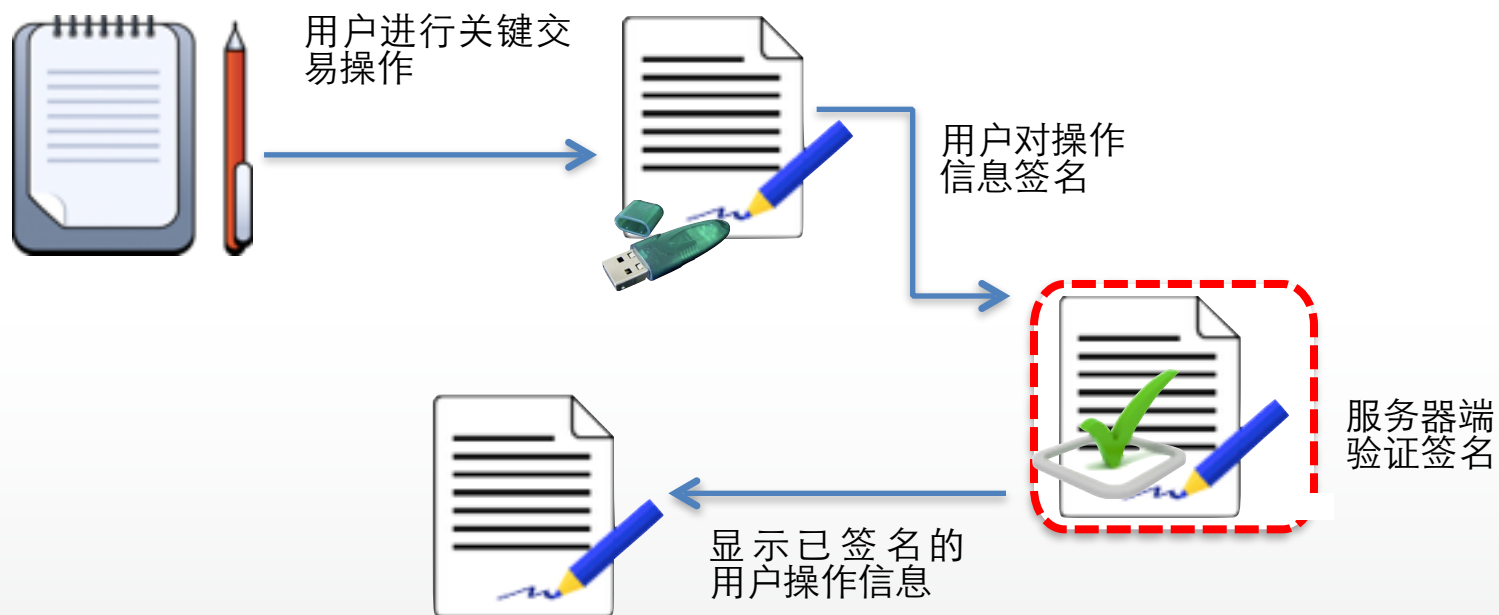 用户进行关键交
易操作
用户对操作
信息签名
服务器端
验证签名
显示已签名的
用户操作信息